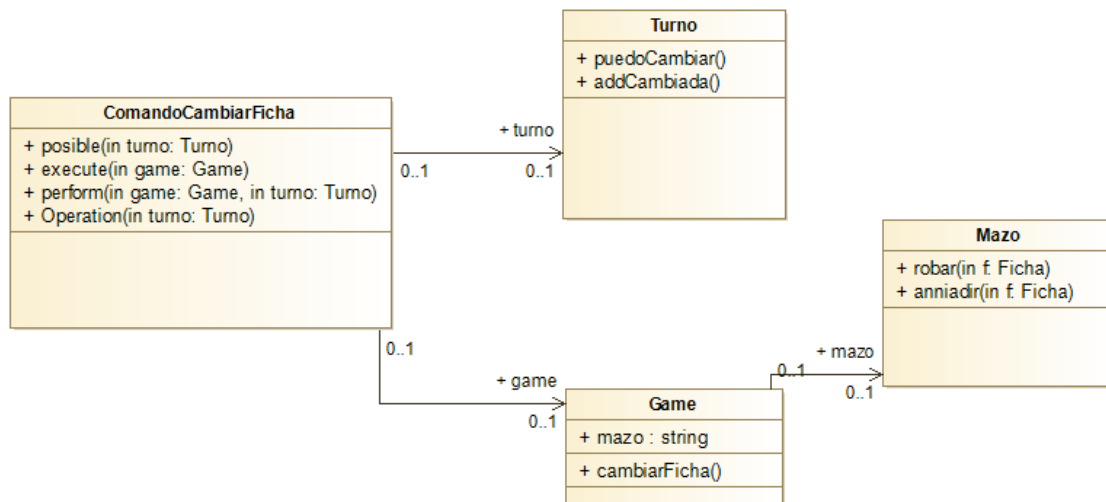 Turno
+ puedoCambiar()
+ addCambiada()
ComandoCambiarFicha
+ posible(in turno: Turno)
+ execute(in game: Game)
+ perform(in game: Game, in turno: Turno)
+ Operation(in turno: Turno)
+ turno
0..1
0..1
Mazo
+ robar(in f: Ficha)
+ anniadir(in f: Ficha)
0..1
+ game
0..1
+ mazo
0..1
0..1
Game
+ mazo : string
+ cambiarFicha()